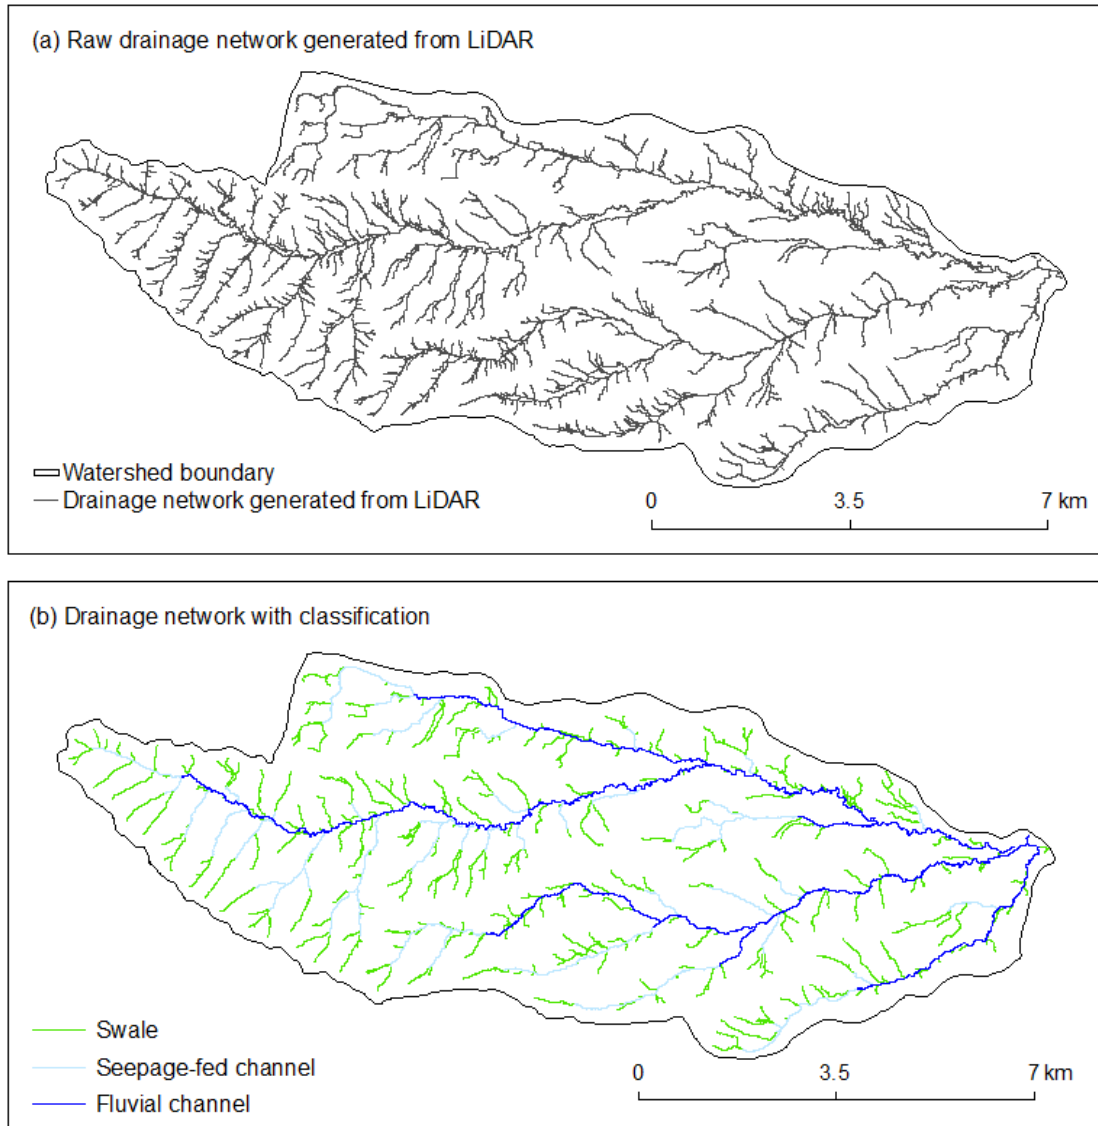 (a) Raw drainage network generated from LiDAR
Watershed boundary
Drainage network generated from LiDAR
0 3.5 7 km
(b) Drainage network with classification
Swale
Seepage-fed channel
Fluvial channel
0 3.5 7 km